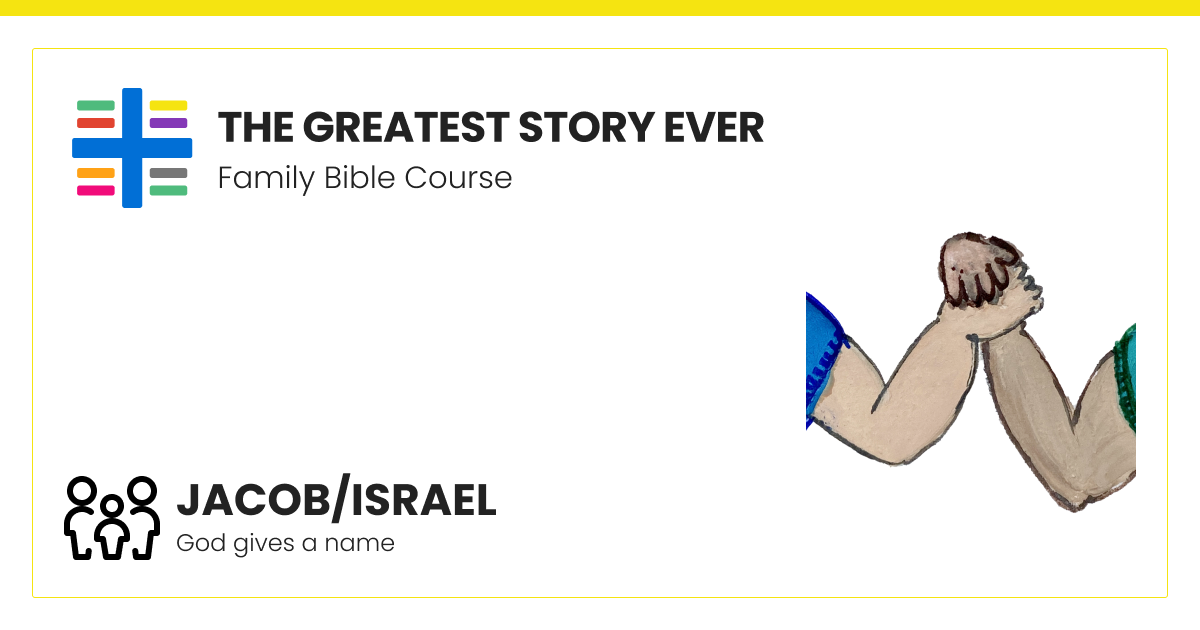 THE GREATEST STORY EVER
Family Bible Course
JACOB/ISRAEL
God gives a name